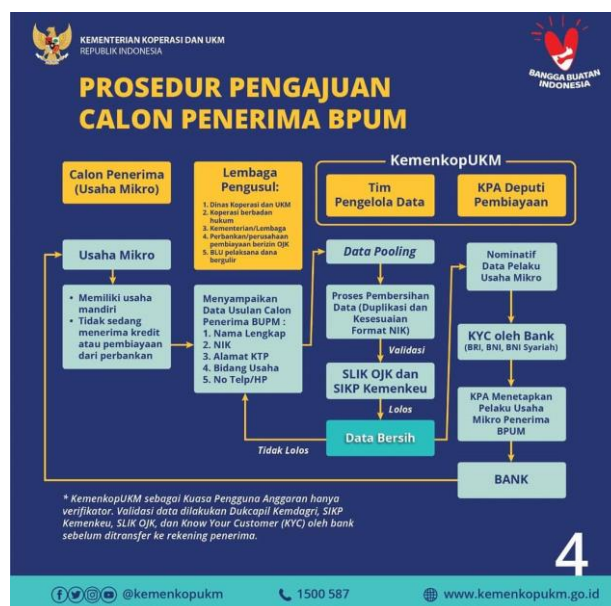 KEMENTERIAN KOPERASI DAN UKM
REPUBLIK INDONESIA
BANGGA BUATAN
INDONESIA
PROSEDUR PENGAJUAN
CALON PENERIMA BPUM
Calon Penerima
(Usaha Mikro)
Lembaga
Pengusul:
1. Dinas Koperasi dan UKM
2. Koperasi berbadan
hukum
3. Kementerian/Lembaga
4. Perbankan/perusahaan
pembiayaan berizin OJK
5. BLU pelaksana dana
bergulir
KemenkopUKM
Tim
Pengelola Data
KPA Deputi
Pembiayaan
Usaha Mikro
• Memiliki usaha
mandiri
• Tidak sedang
menerima kredit
atau pembiayaan
dari perbankan
Menyampaikan
Data Usulan Calon
Penerima BUPM :
1. Nama Lengkap
2. NIK
3. Alamat KTP
4. Bidang Usaha
5. No Telp/HP
Data Pooling
Proses Pembersihan
Data (Duplikasi dan
Kesesuaian
Format NIK)
Validasi
SLIK OJK dan
SIKP Kemenkeu
Lolos
Data Bersih
Tidak Lolos
Nominatif
Data Pelaku
Usaha Mikro
KYC oleh Bank
(BRI, BNI, BNI Syariah)
KPA Menetapkan
Pelaku Usaha
Mikro Penerima
BPUM
BANK
* KemenkopUKM sebagai Kuasa Pengguna Anggaran hanya
verifikator. Validasi data dilakukan Dukcapil Kemdagri, SIKP
Kemenkeu, SLIK OJK, dan Know Your Customer (KYC) oleh bank
sebelum ditransfer ke rekening penerima.
4
@kemenkopukm
1500 587
www.kemenkopukm.go.id